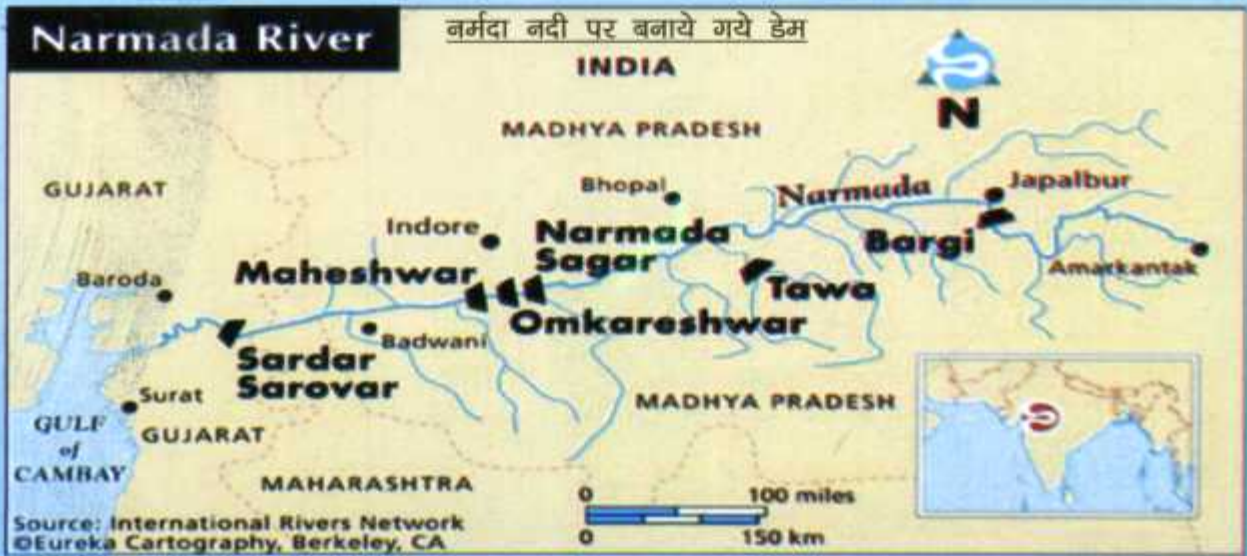 Narmada River
नर्मदा नदी पर बनाये गये डेम
INDIA
N
MADHYA PRADESH
GUJARAT
Bhopal
Narmada
Japalbur
Indore
Narmada
Sagar
Bargi
Amarkantak
Baroda
Maheshwar
Tawa
Omkareshwar
Badwani
Sardar
Sarovar
Surat
MADHYA PRADESH
GULF
of
CAMBAY
GUJARAT
MAHARASHTRA
0 100 miles
0 150 km
Source: International Rivers Network
©Eureka Cartography, Berkeley, CA